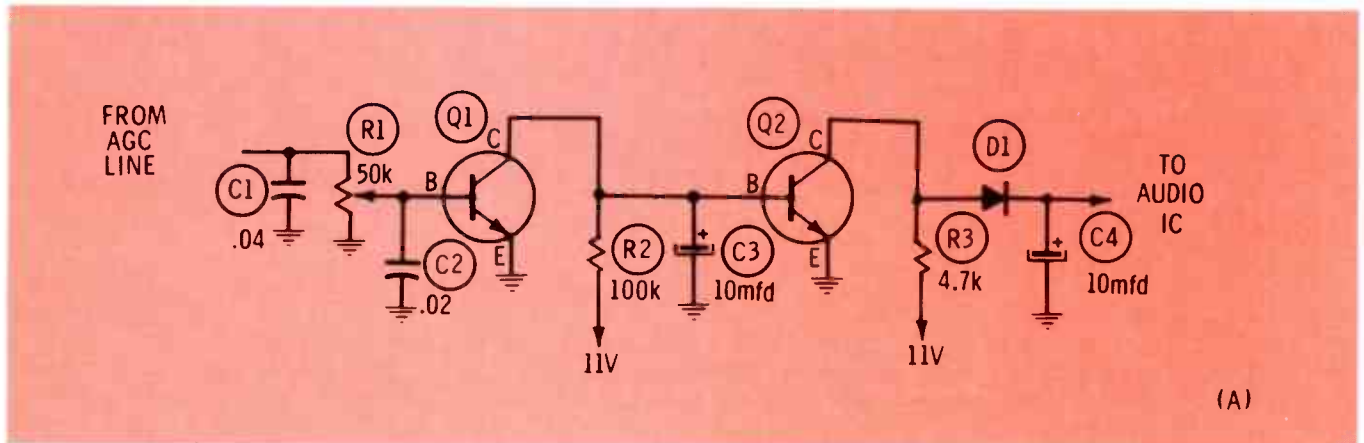 FROM
AGC
LINE
C1
.04
R1
50k
C2
.02
Q1
C
B
E
R2
100k
11V
C3
+
10mfd
Q2
C
B
E
R3
4.7k
11V
D1
C4
+
10mfd
TO
AUDIO
IC
(A)